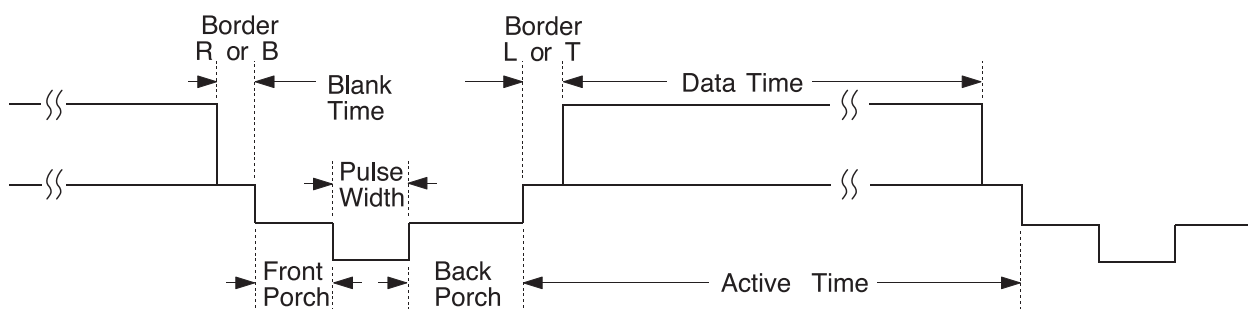 Border
R or B
Border
L or T
Blank
Time
Data Time
Pulse
Width
Front
Porch
Back
Porch
Active Time